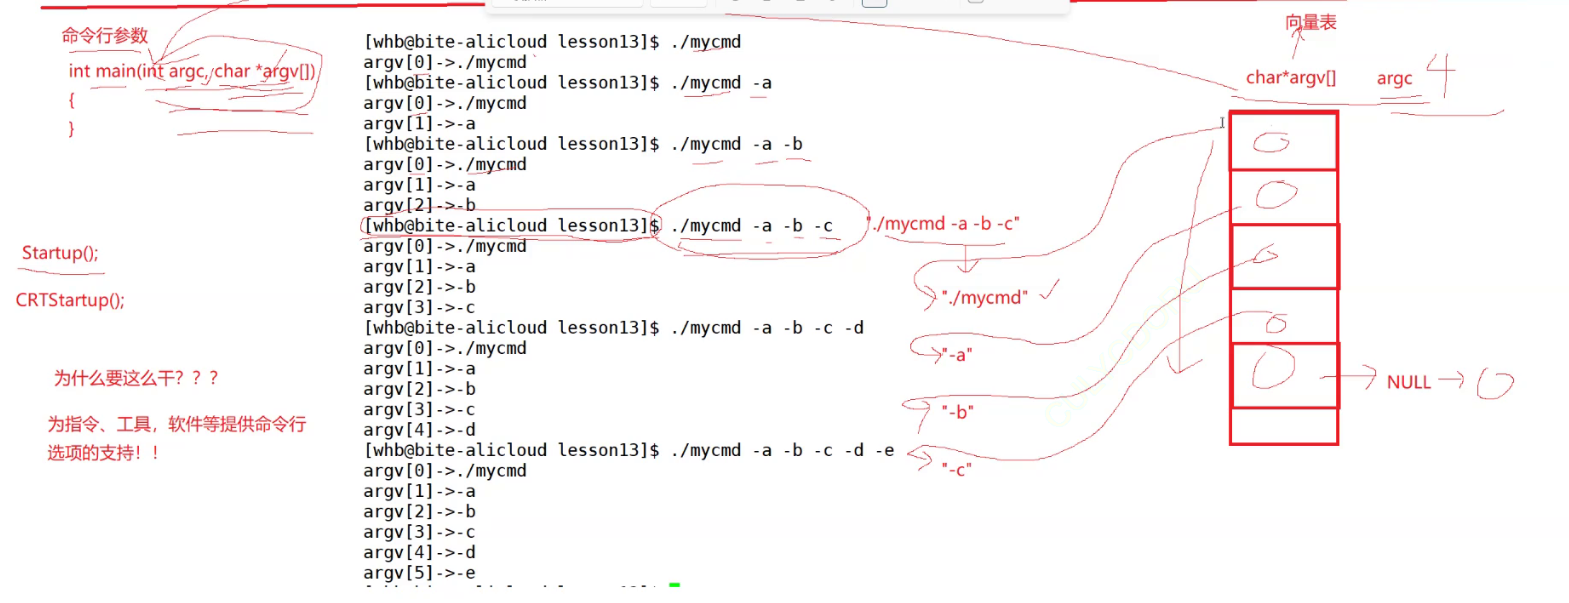 命令行参数
int main(int argc, char *argv[])
{
}
Startup();
CRTStartup();
为什么要这么干？？？
为指令、工具，软件等提供命令行
选项的支持！！
[whb@bite-alicloud lesson13]$ ./mycmd
argv[0]->./mycmd
[whb@bite-alicloud lesson13]$ ./mycmd -a
argv[0]->./mycmd
argv[1]->-a
[whb@bite-alicloud lesson13]$ ./mycmd -a -b
argv[0]->./mycmd
argv[1]->-a
argv[2]->-b
[whb@bite-alicloud lesson13]$ ./mycmd -a -b -c
argv[0]->./mycmd
argv[1]->-a
argv[2]->-b
argv[3]->-c
[whb@bite-alicloud lesson13]$ ./mycmd -a -b -c -d
argv[0]->./mycmd
argv[1]->-a
argv[2]->-b
argv[3]->-c
argv[4]->-d
[whb@bite-alicloud lesson13]$ ./mycmd -a -b -c -d -e
argv[0]->./mycmd
argv[1]->-a
argv[2]->-b
argv[3]->-c
argv[4]->-d
argv[5]->-e
"./mycmd -a -b -c"
"./mycmd"
"-a"
"-b"
"-c"
向量表
char*argv[] argc 4
NULL 0